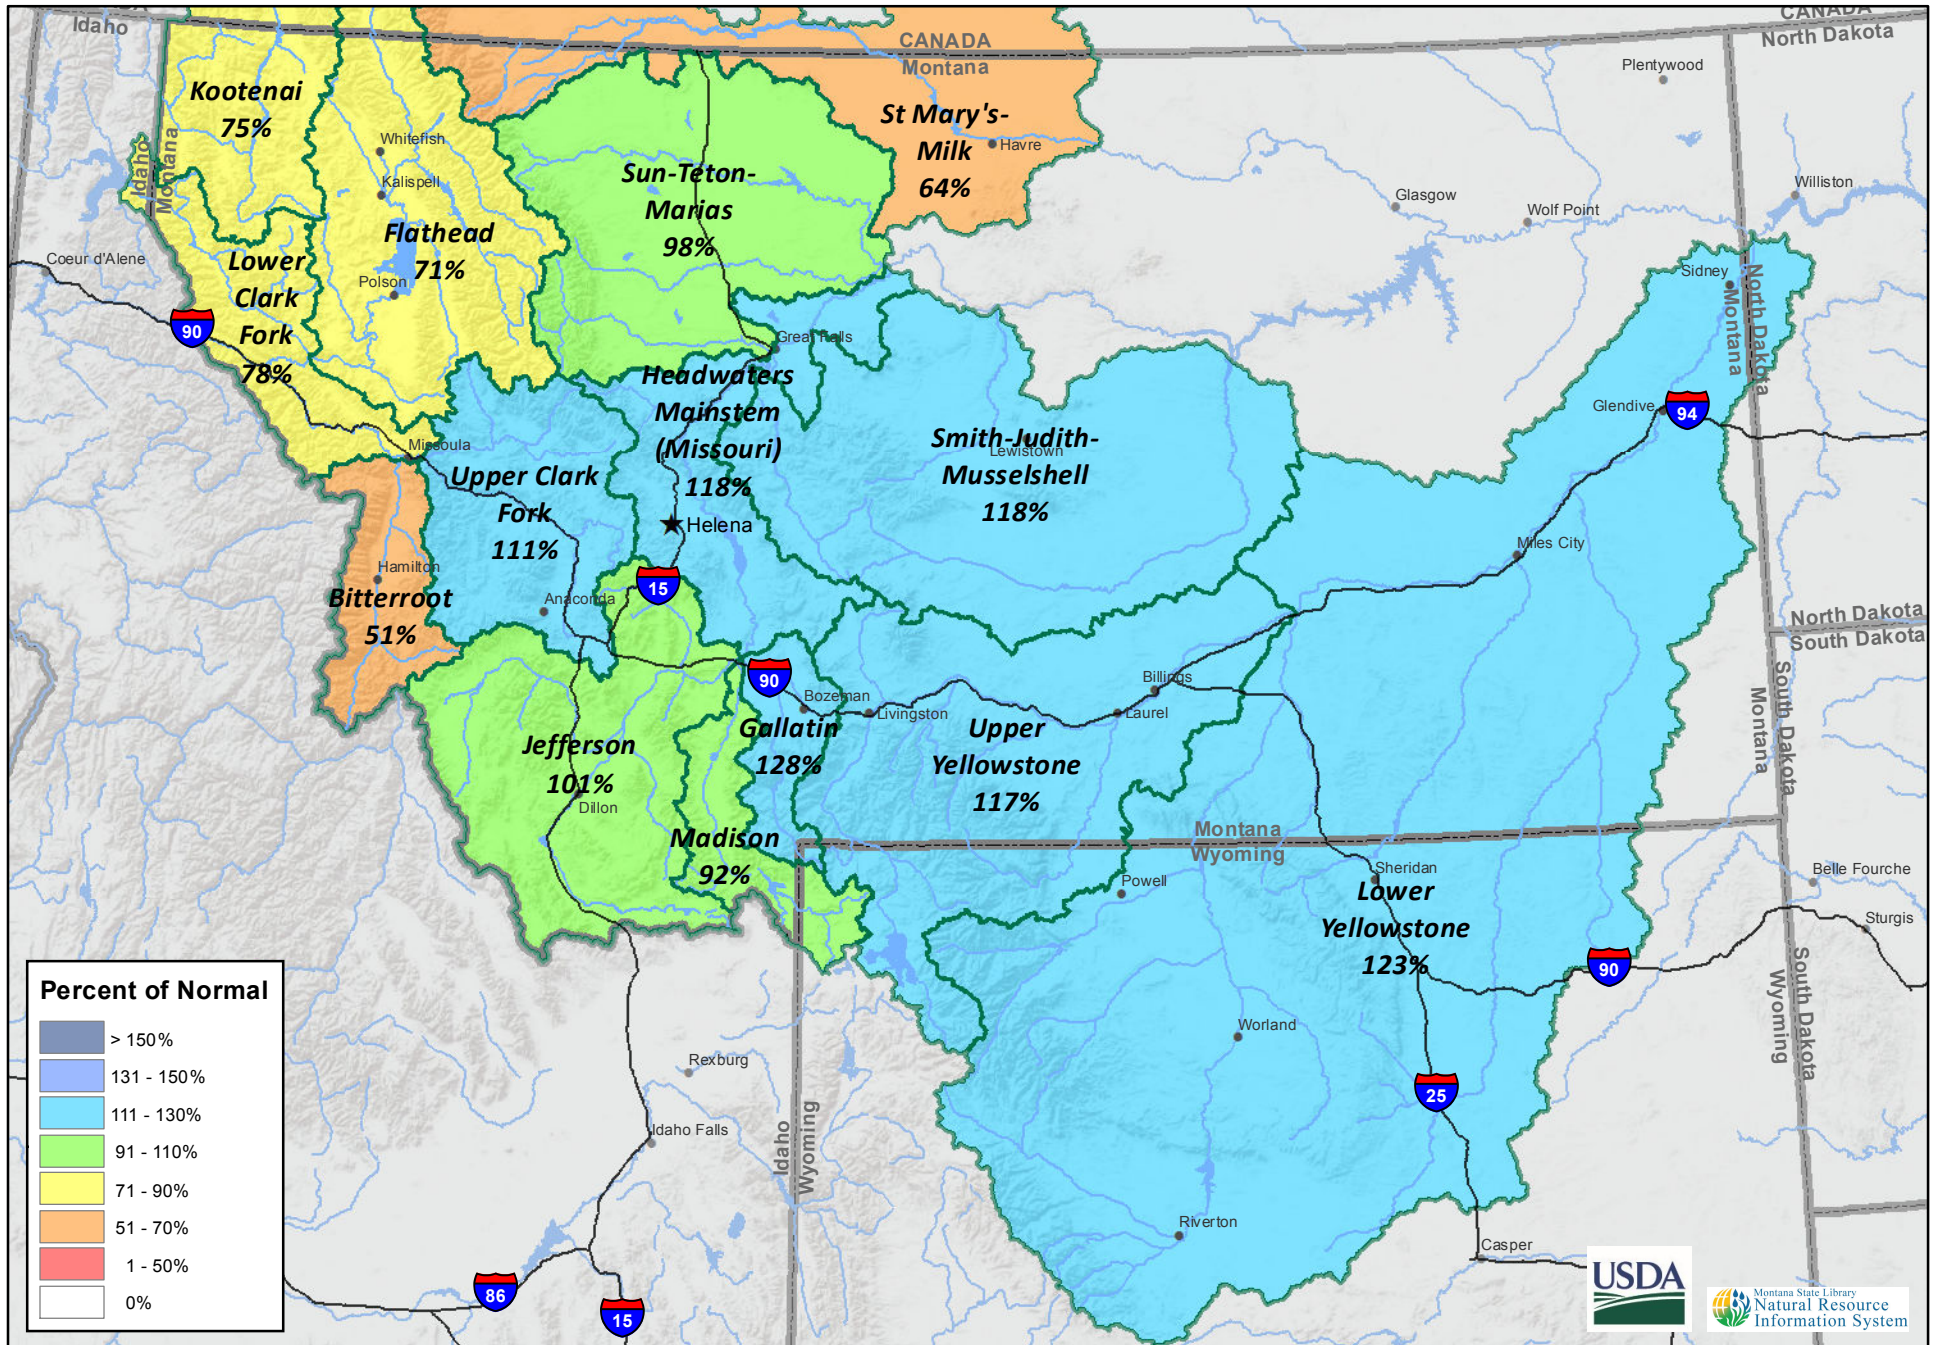 CANADA
Idaho
CANADA
Montana
CANADA
North Dakota
Plentywood
Kootenai
75%
Idaho
Montana
Whitefish
Kalispell
Flathead
71%
Polson
St Mary's-
Milk
64%
Havre
Sun-Teton-
Marias
98%
Glasgow
Wolf Point
Williston
Coeur d'Alene
Lower
Clark
Fork
78%
90
Sidney
North Dakota
Montana
Great Falls
Headwaters
Mainstem
(Missouri)
118%
Smith-Judith-
Lewistown
Musselshell
118%
Glendive
94
Missoula
Upper Clark
Fork
111%
Helena
Miles City
Hamilton
Bitterroot
51%
Anaconda
15
North Dakota
South Dakota
90
Bozeman
Livingston
Billings
Laurel
South Dakota
Montana
Jefferson
101%
Dillon
Gallatin
128%
Upper
Yellowstone
117%
Madison
92%
Montana
Wyoming
Powell
Sheridan
Lower
Yellowstone
123%
Belle Fourche
Sturgis
90
South Dakota
Wyoming
Percent of Normal
> 150%
131 - 150%
111 - 130%
91 - 110%
71 - 90%
51 - 70%
1 - 50%
0%
Rexburg
Idaho Falls
Idaho
Wyoming
Worland
25
Riverton
Casper
86
15
USDA
Montana State Library
Natural Resource
Information System